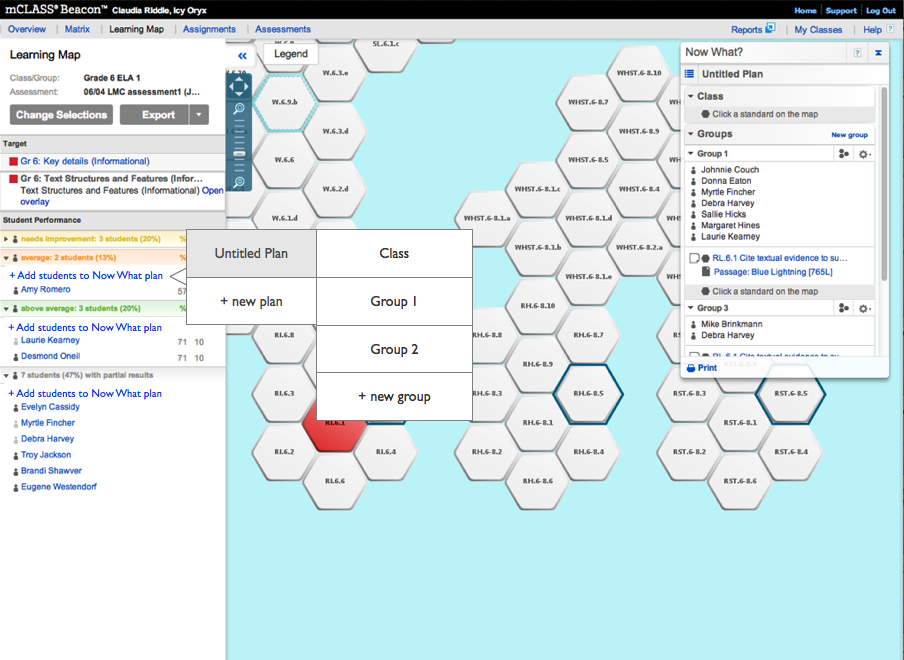 mCLASS®Beacon™ Claudia Riddle, Icy Oryx
Home Support Log Out
Overview Matrix Learning Map Assignments Assessments
Reports My Classes Help ?
Learning Map
Class/Group: Grade 6 ELA 1
Assessment: 06/04 LMC assessment1 (J...
Change Selections
Export
Target
Gr 6: Key details (Informational)
Gr 6: Text Structures and Features (Infor...
Text Structures and Features (Informational) Open
overlay
Student Performance
needs improvement: 3 students (20%) %
average: 2 students (13%) %
+ Add students to Now What plan
Amy Romero 57
above average: 3 students (20%) %
+ Add students to Now What plan
Laurie Kearney 71 10
Desmond Oneil 71 10
7 students (47%) with partial results
+ Add students to Now What plan
Evelyn Cassidy
Myrtle Fincher
Debra Harvey
Troy Jackson
Brandi Shawver
Eugene Westendorf
«
Legend
SL.6.1.c
W.6.3.e
W.6.9.b
W.6.3.d
W.6.6
W.6.2.d
W.6.1.d
WHST.6-8.10
WHST.6-8.7
WHST.6-8.9
WHST.6-8.5
WHST.6-8.1.c
WHST.6-8.4
WHST.6-8.1.a
WHST.6-8.1.d
WHST.6-8.1.b
WHST.6-8.2.a
WHST.6-8.1.e
Untitled Plan
+ new plan
Class
Group 1
Group 2
+ new group
RH.6-8.10
RI.6.8
RH.6-8.8
RH.6-8.7
RH.6-8.9
RI.6.3
RH.6-8.3
RH.6-8.5
RST.6-8.3
RST.6-8.5
RI.6.1
RH.6-8.1
RST.6-8.1
RI.6.2
RI.6.4
RH.6-8.2
RH.6-8.4
RST.6-8.2
RST.6-8.4
RI.6.6
RH.6-8.6
RST.6-8.6
Now What?
?
Untitled Plan
Class
Click a standard on the map
Groups New group
Group 1
Johnnie Couch
Donna Eaton
Myrtle Fincher
Debra Harvey
Sallie Hicks
Margaret Hines
Laurie Kearney
RL.6.1 Cite textual evidence to su...
Passage: Blue Lightning [765L]
Click a standard on the map
Group 3
Mike Brinkmann
Debra Harvey
RL.6.1 Cite textual evidence to su...
Print